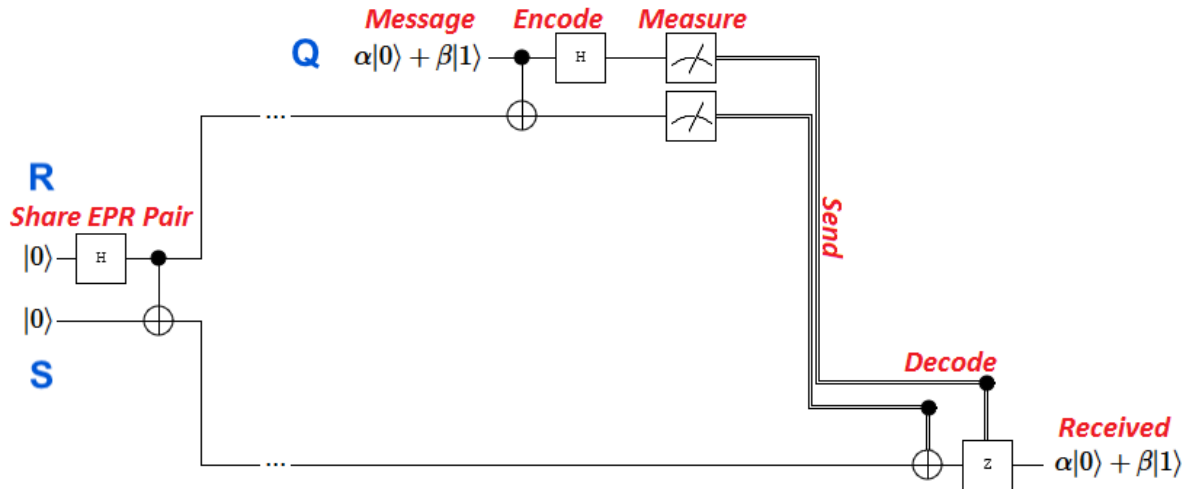 Message Encode Measure
Q α|0⟩ + β|1⟩ H
...
R
Share EPR Pair
|0⟩ H
Send
|0⟩
S
Decode
Received
... Z α|0⟩ + β|1⟩